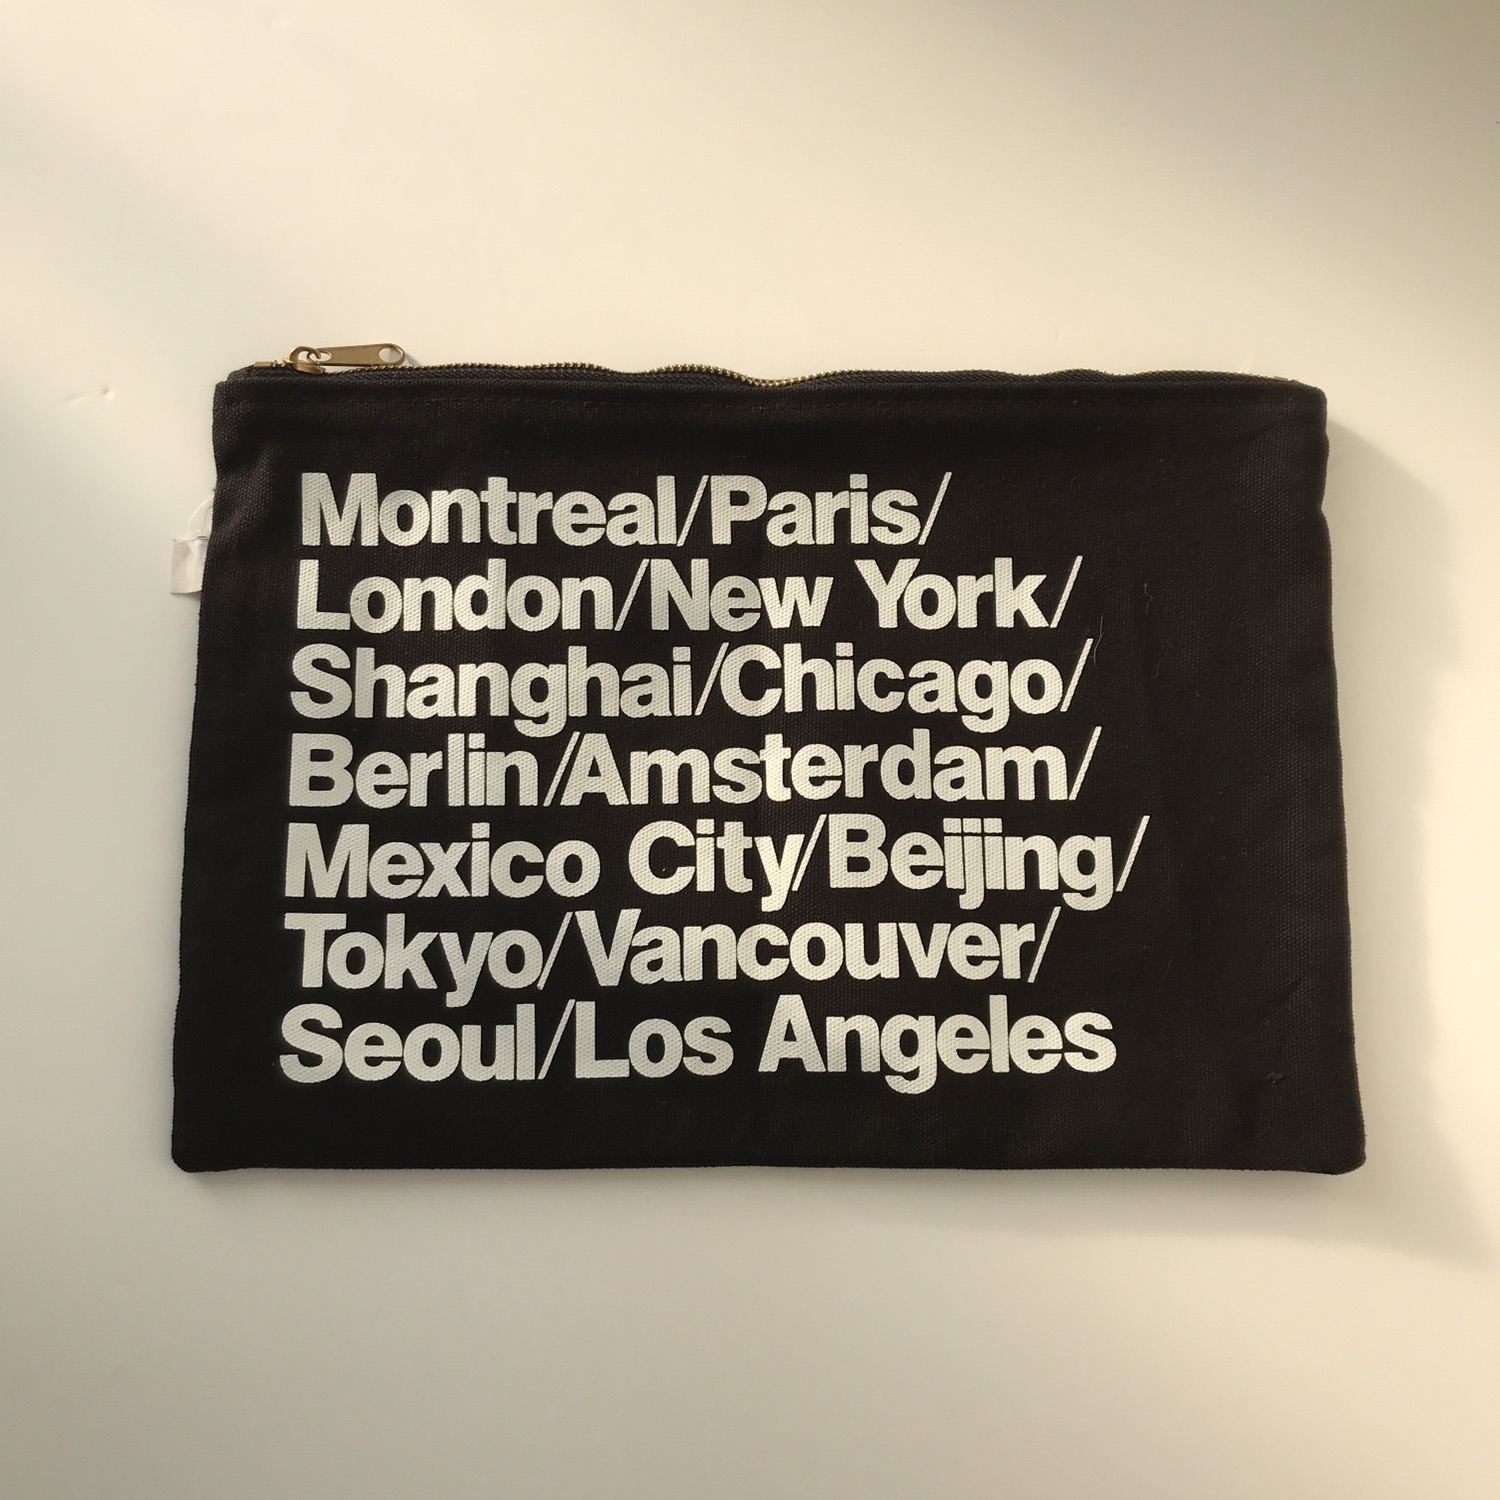 Montreal/Paris/
London/New York/
Shanghai/Chicago/
Berlin/Amsterdam/
Mexico City/Beijing/
Tokyo/Vancouver/
Seoul/Los Angeles